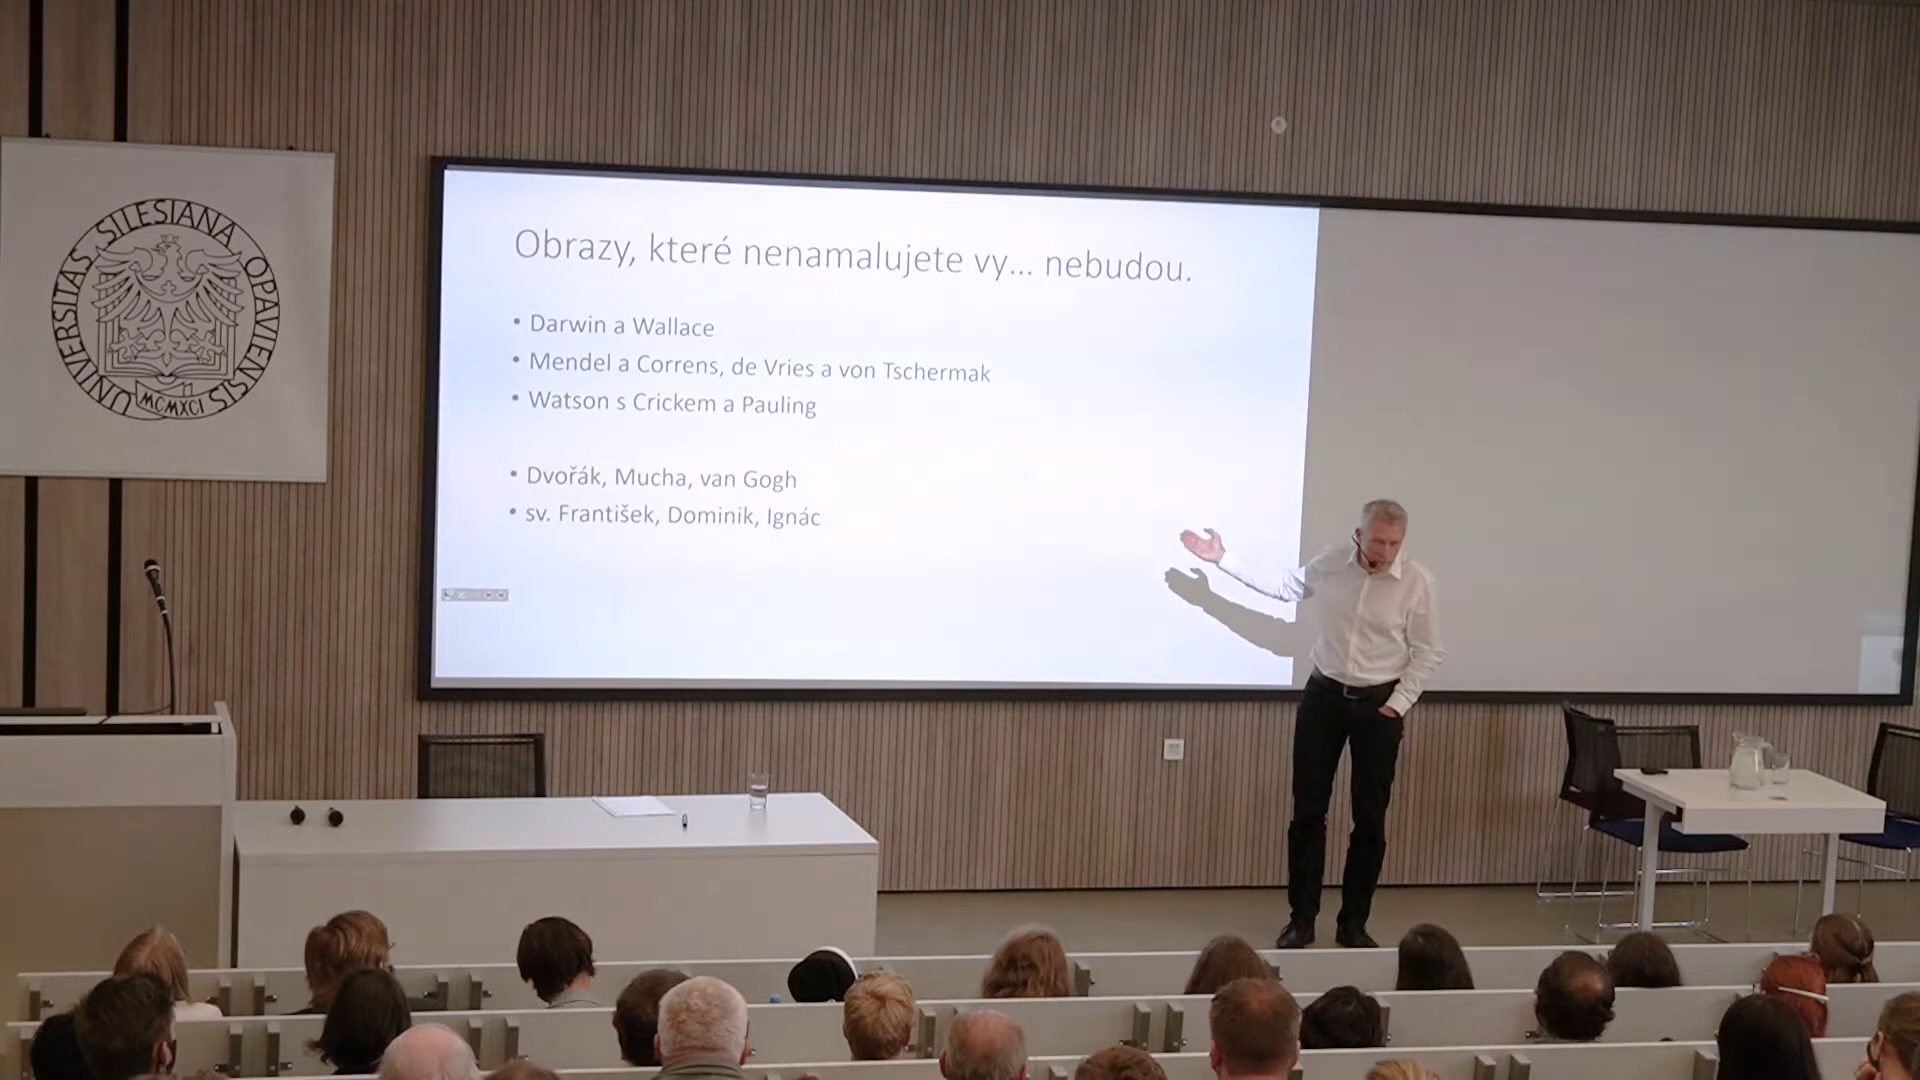 UNIVERSITAS SILESIANA OPAVIENSIS
MCMXCI
Obrazy, které nenamalujete vy... nebudou.
• Darwin a Wallace
• Mendel a Correns, de Vries a von Tschermak
• Watson s Crickem a Pauling
• Dvořák, Mucha, van Gogh
• sv. František, Dominik, Ignác